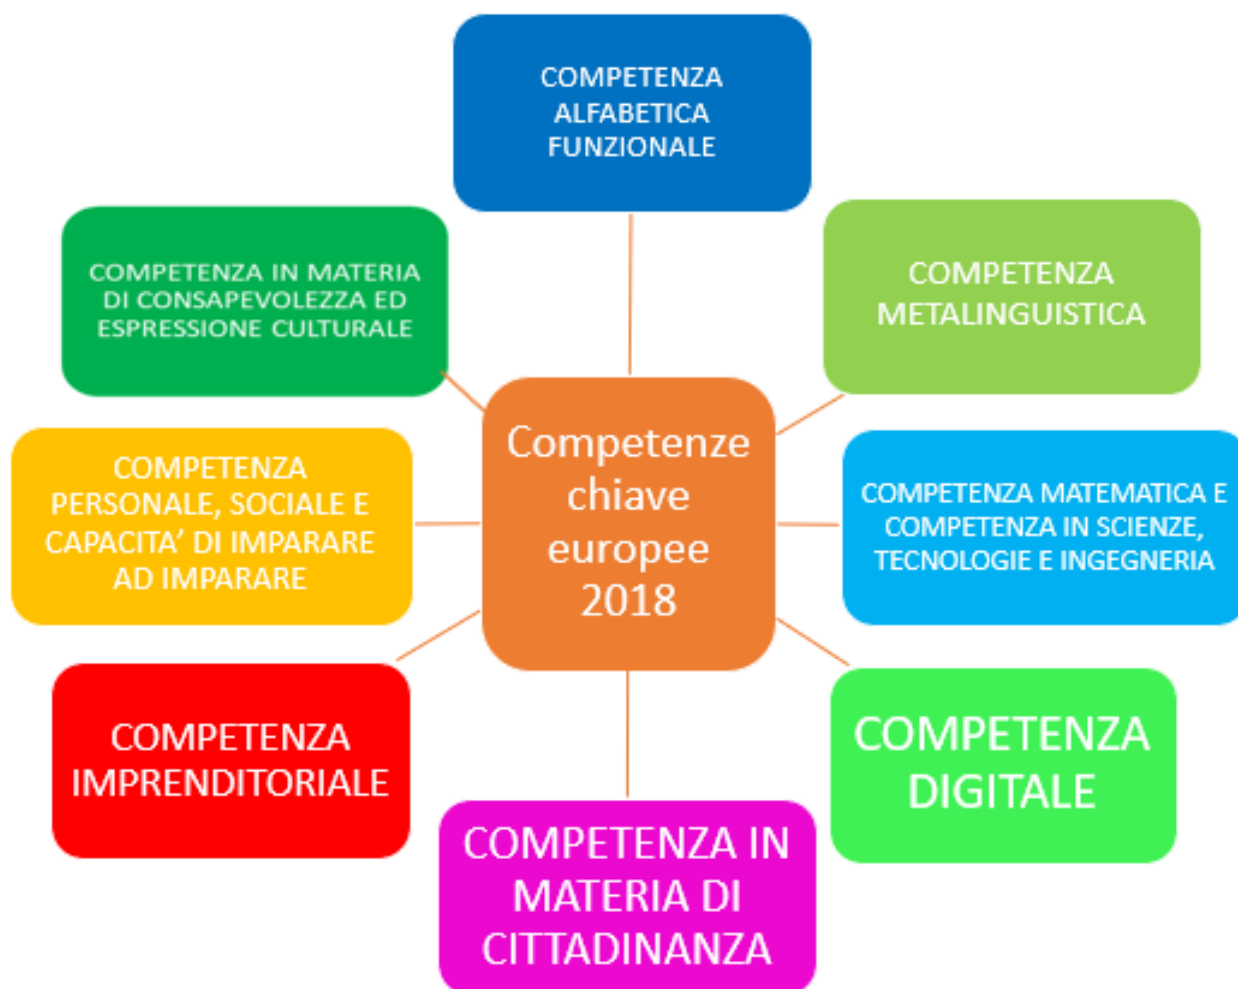 COMPETENZA
ALFABETICA
FUNZIONALE
COMPETENZA IN MATERIA
DI CONSAPEVOLEZZA ED
ESPRESSIONE CULTURALE
COMPETENZA
METALINGUISTICA
Competenze
chiave
europee
2018
COMPETENZA
PERSONALE, SOCIALE E
CAPACITA’ DI IMPARARE
AD IMPARARE
COMPETENZA MATEMATICA E
COMPETENZA IN SCIENZE,
TECNOLOGIE E INGEGNERIA
COMPETENZA
IMPRENDITORIALE
COMPETENZA
DIGITALE
COMPETENZA IN
MATERIA DI
CITTADINANZA